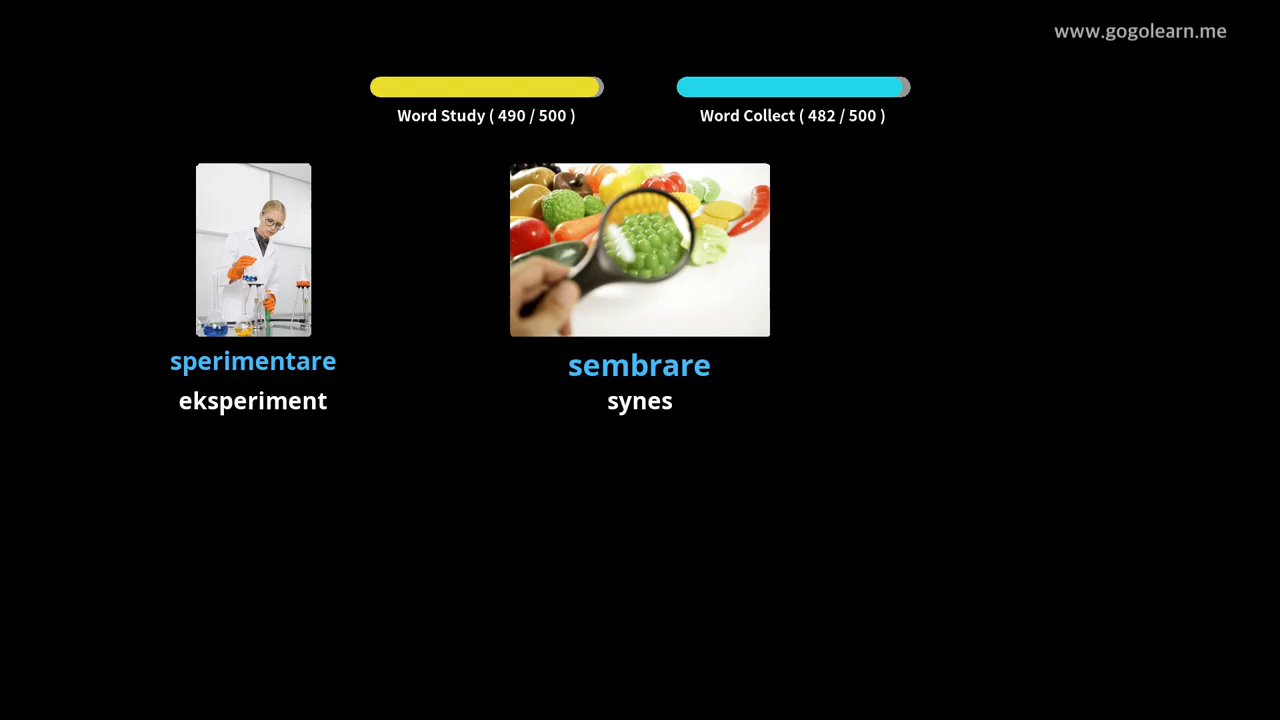 www.gogolearn.me
Word Study ( 490 / 500 )
Word Collect ( 482 / 500 )
sperimentare
eksperiment
sembrare
synes